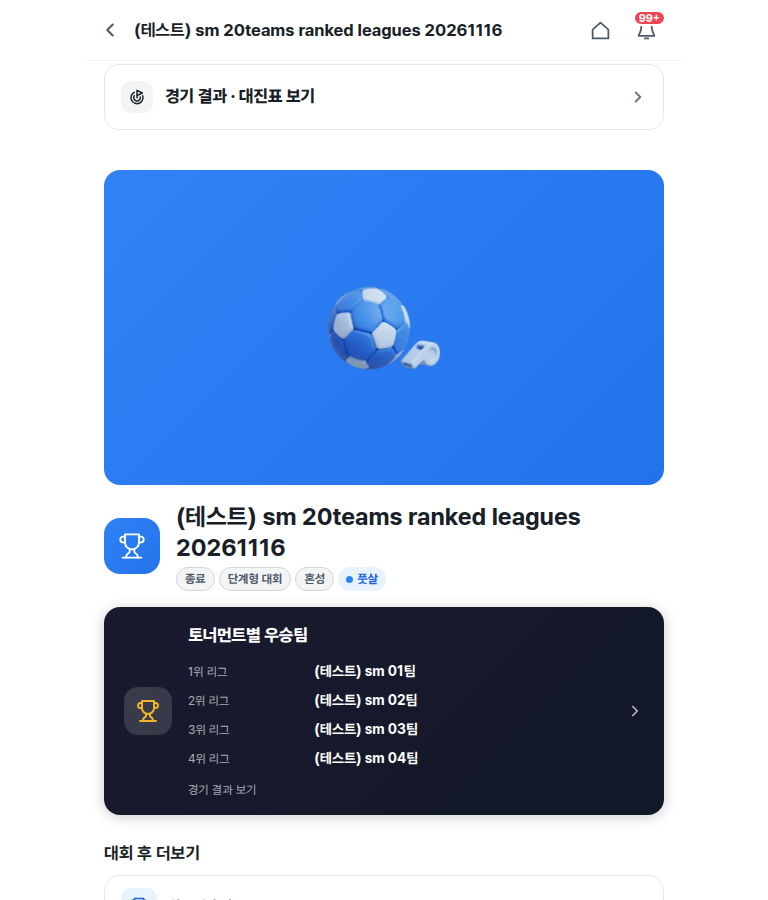 (테스트) sm 20teams ranked leagues 20261116
99+
경기 결과 · 대진표 보기
(테스트) sm 20teams ranked leagues
20261116
종료
단계형 대회
혼성
풋살
토너먼트별 우승팀
1위 리그
(테스트) sm 01팀
2위 리그
(테스트) sm 02팀
3위 리그
(테스트) sm 03팀
4위 리그
(테스트) sm 04팀
경기 결과 보기
대회 후 더보기